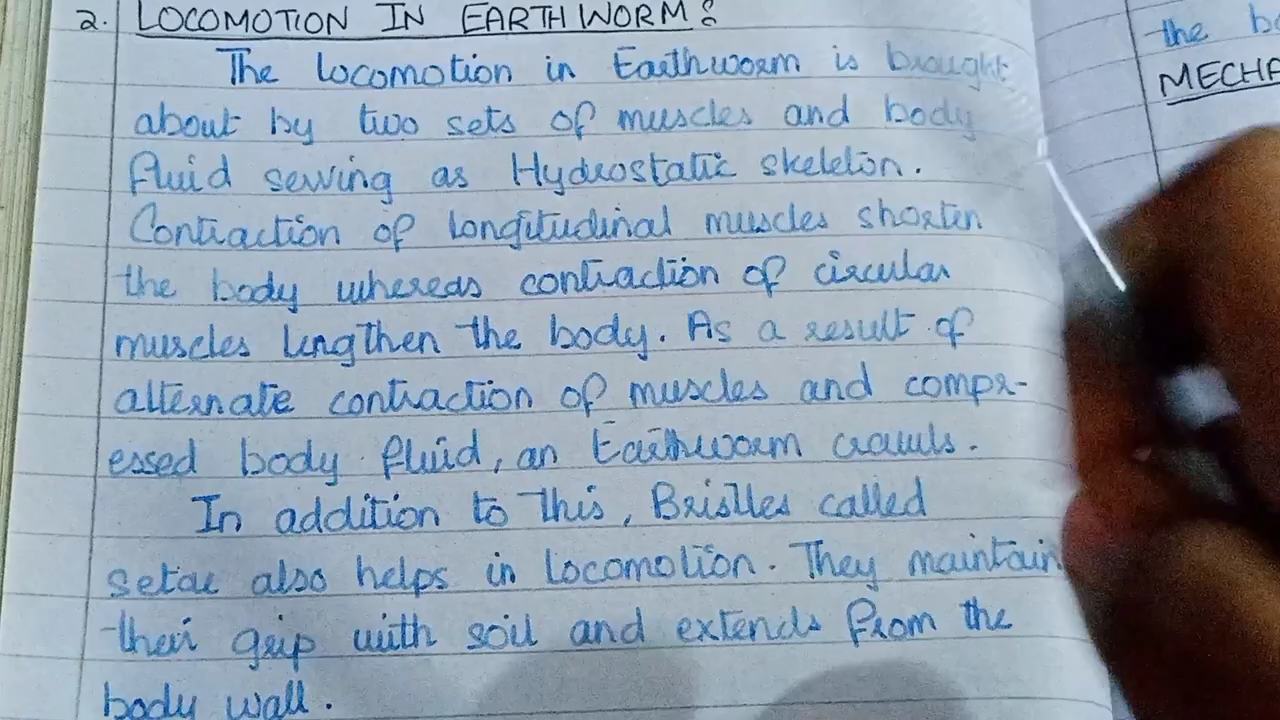 2. LOCOMOTION IN EARTHWORM:
The locomotion in Earthworm is brought
about by two sets of muscles and body
fluid serving as Hydrostatic skeleton.
Contraction of longitudinal muscles shorten
the body whereas contraction of circular
muscles lengthen the body. As a result of
alternate contraction of muscles and compr-
essed body fluid, an Earthworm crawls.
In addition to this, Bristles called
setae also helps in locomotion. They maintain
their grip with soil and extends from the
body wall.
the